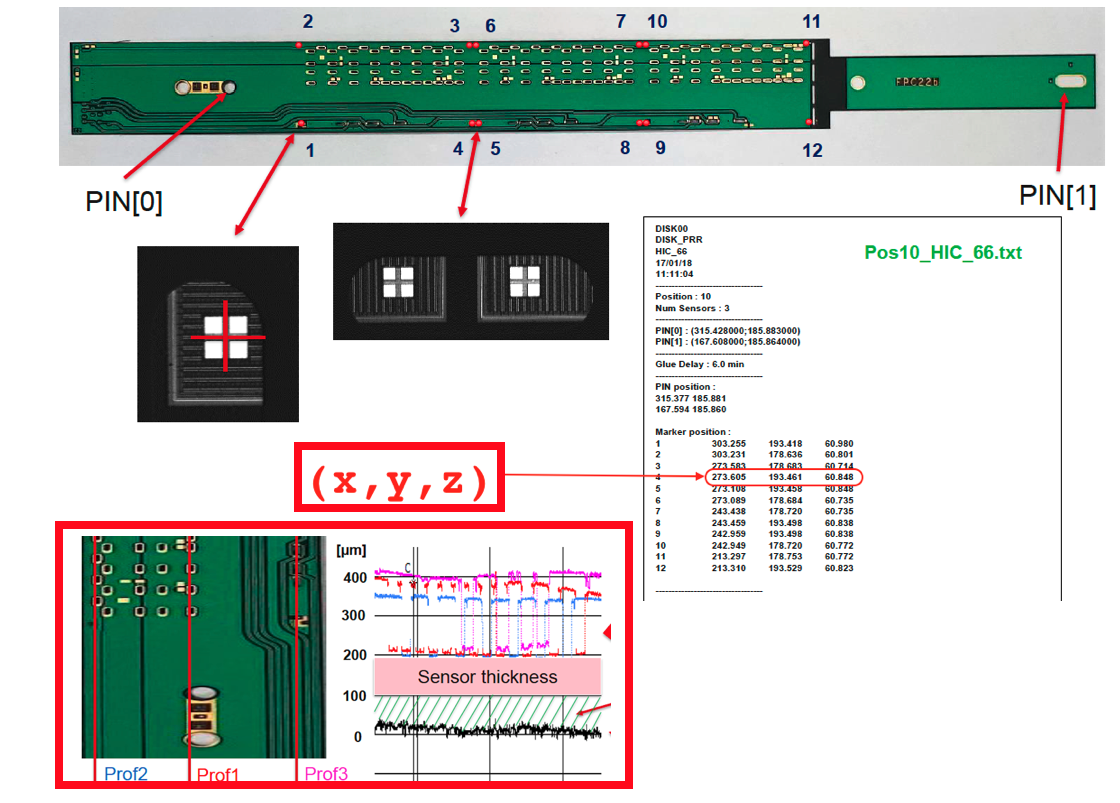 2 3 6 7 10 11
FPC22b
1 4 5 8 9 12
PIN[0]
PIN[1]
Pos10_HIC_66.txt
DISK00
DISK_PRR
HIC_66
17/01/18
11:11:04
------------------------------------
Position : 10
Num Sensors : 3
------------------------------------
PIN[0] : (315.428000;185.883000)
PIN[1] : (167.608000;185.864000)
------------------------------------
Glue Delay : 6.0 min
------------------------------------
PIN position :
315.377 185.881
167.594 185.860
Marker position :
1 303.255 193.418 60.980
2 303.231 178.636 60.801
3 273.583 178.683 60.714
4 273.605 193.461 60.848
5 273.108 193.458 60.848
6 273.089 178.684 60.735
7 243.438 178.720 60.735
8 243.459 193.498 60.838
9 242.959 193.498 60.838
10 242.949 178.720 60.772
11 213.297 178.753 60.772
12 213.310 193.529 60.823
------------------------------------
(x,y,z)
[µm]
C
400
300
200
100
0
Sensor thickness
Prof2 Prof1 Prof3